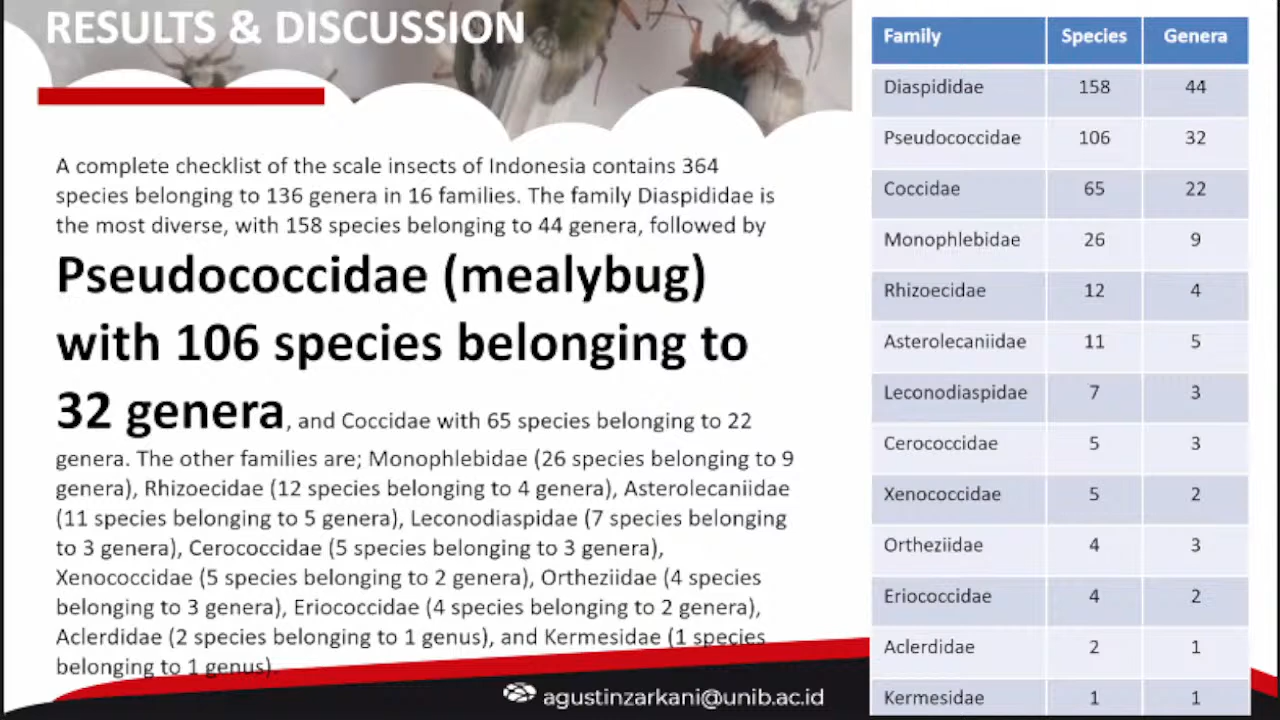 RESULTS & DISCUSSION
A complete checklist of the scale insects of Indonesia contains 364
species belonging to 136 genera in 16 families. The family Diaspididae is
the most diverse, with 158 species belonging to 44 genera, followed by
Pseudococcidae (mealybug)
with 106 species belonging to
32 genera, and Coccidae with 65 species belonging to 22
genera. The other families are; Monophlebidae (26 species belonging to 9
genera), Rhizoecidae (12 species belonging to 4 genera), Asterolecaniidae
(11 species belonging to 5 genera), Leconodiaspidae (7 species belonging
to 3 genera), Cerococcidae (5 species belonging to 3 genera),
Xenococcidae (5 species belonging to 2 genera), Ortheziidae (4 species
belonging to 3 genera), Eriococcidae (4 species belonging to 2 genera),
Aclerdidae (2 species belonging to 1 genus), and Kermesidae (1 species
belonging to 1 genus).
agustinzarkani@unib.ac.id
Family Species Genera
Diaspididae 158 44
Pseudococcidae 106 32
Coccidae 65 22
Monophlebidae 26 9
Rhizoecidae 12 4
Asterolecaniidae 11 5
Leconodiaspidae 7 3
Cerococcidae 5 3
Xenococcidae 5 2
Ortheziidae 4 3
Eriococcidae 4 2
Aclerdidae 2 1
Kermesidae 1 1